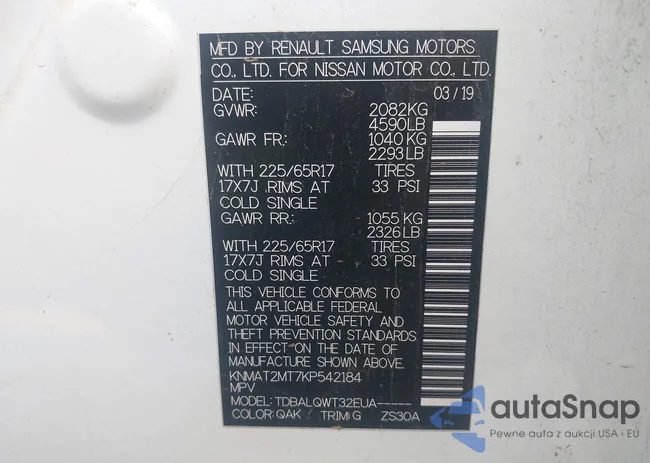 MFD BY RENAULT SAMSUNG MOTORS
CO., LTD. FOR NISSAN MOTOR CO., LTD.
DATE: 03/19
GVWR: 2082KG
4590LB
GAWR FR: 1040 KG
2293 LB
WITH 225/65R17 TIRES
17X7J RIMS AT 33 PSI
COLD SINGLE
GAWR RR: 1055 KG
2326 LB
WITH 225/65R17 TIRES
17X7J RIMS AT 33 PSI
COLD SINGLE
THIS VEHICLE CONFORMS TO
ALL APPLICABLE FEDERAL
MOTOR VEHICLE SAFETY AND
THEFT PREVENTION STANDARDS
IN EFFECT ON THE DATE OF
MANUFACTURE SHOWN ABOVE.
KNMAT2MT7KP542184
MPV
MODEL: TDBALQWT32EUA-----
COLOR: QAK TRIM: G ZS30A
autoSnap
Pewne auta z aukcji USA i EU